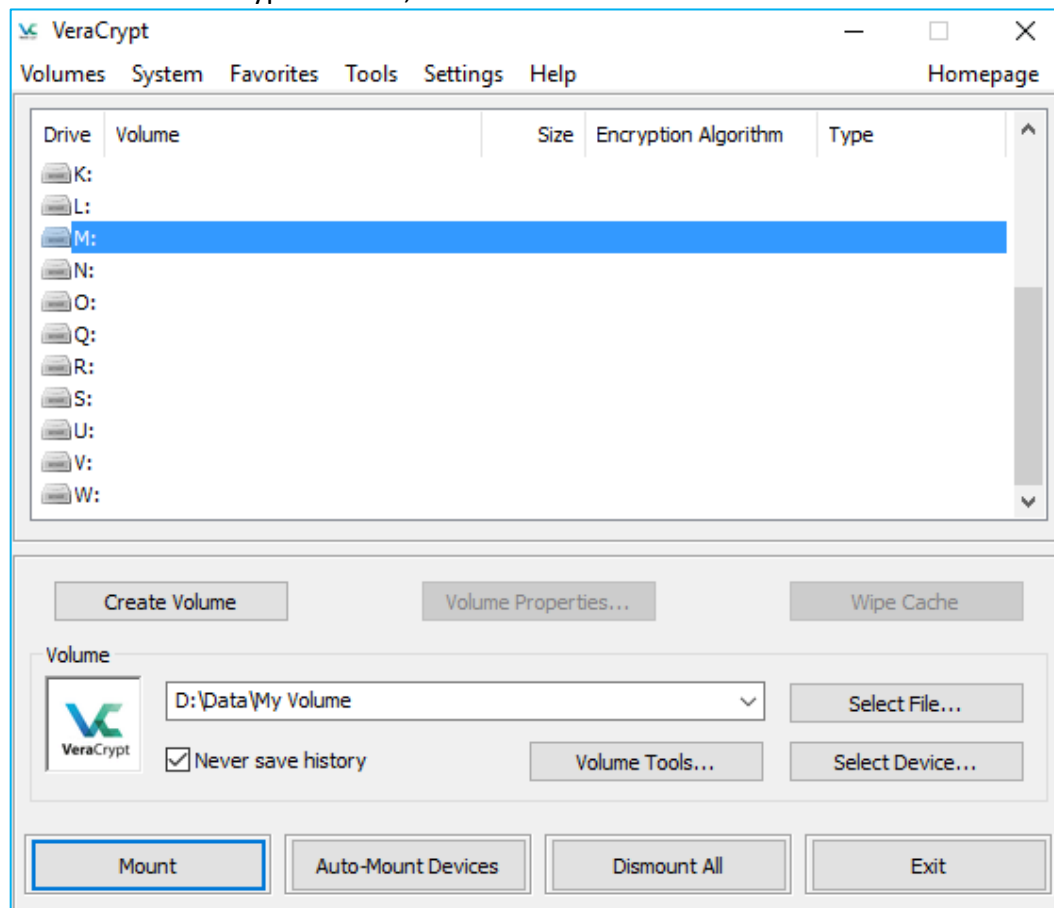 VeraCrypt
Volumes System Favorites Tools Settings Help Homepage
Drive Volume Size Encryption Algorithm Type
K:
L:
M:
N:
O:
Q:
R:
S:
U:
V:
W:
Create Volume Volume Properties... Wipe Cache
Volume
D:\Data\My Volume Select File...
VeraCrypt Never save history Volume Tools... Select Device...
Mount Auto-Mount Devices Dismount All Exit